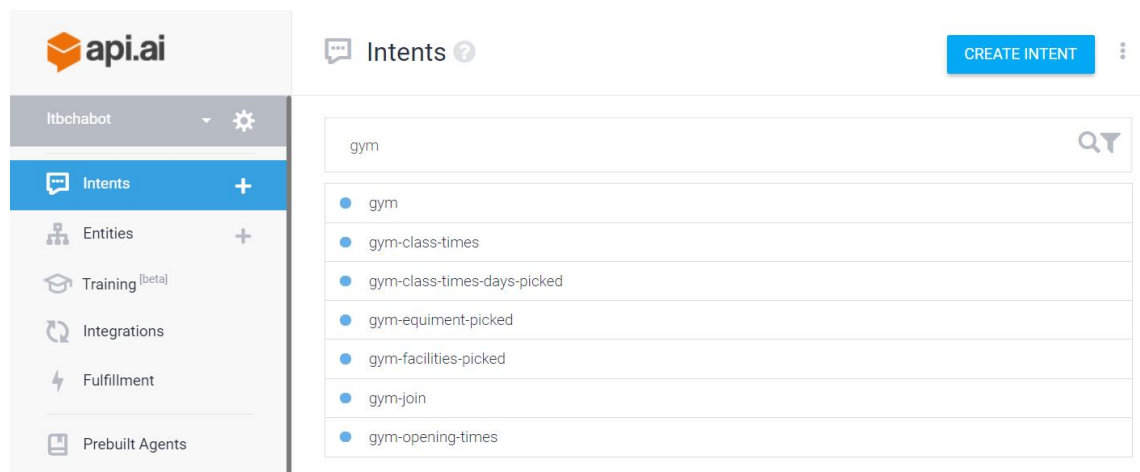 api.ai
Intents
CREATE INTENT
Itbchabot
gym
Intents
Entities
Training [beta]
Integrations
Fulfillment
Prebuilt Agents
gym
gym-class-times
gym-class-times-days-picked
gym-equiment-picked
gym-facilities-picked
gym-join
gym-opening-times